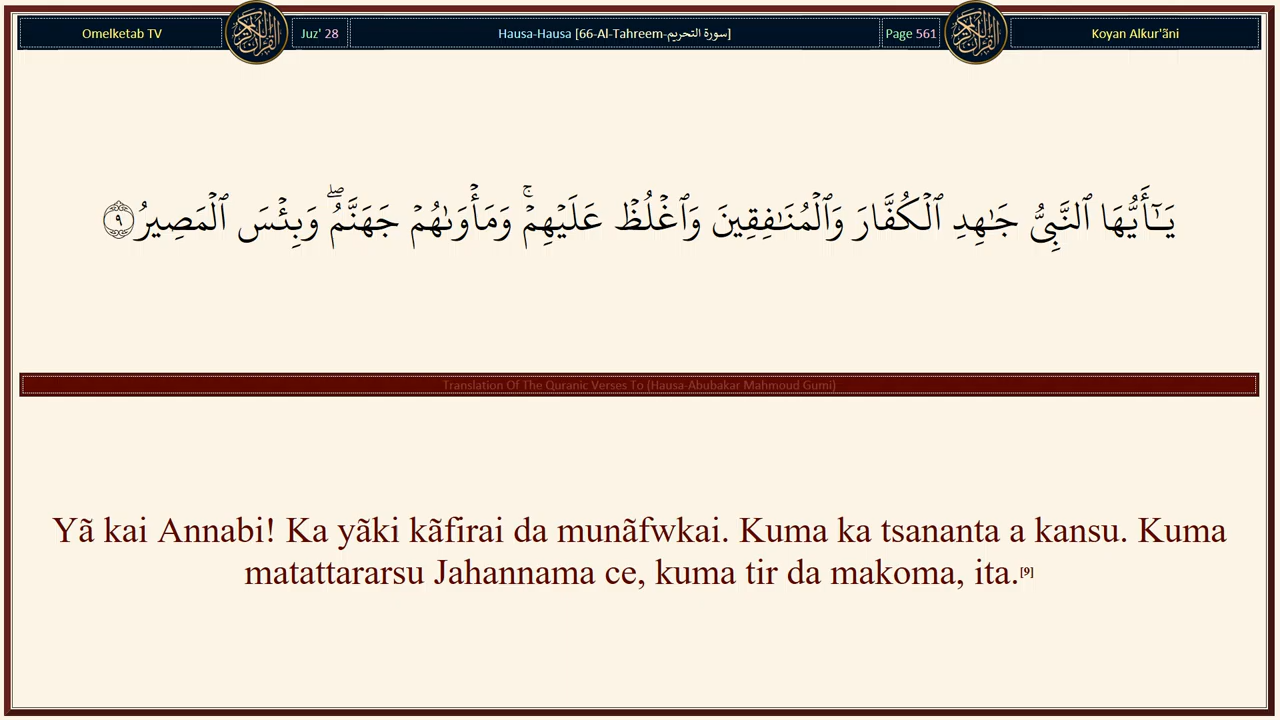 Omelketab TV
Juz' 28
Hausa-Hausa [66-Al-Tahreem-سورة التحريم]
Page 561
Koyan Alƙur'ãni
يَـٰٓأَيُّهَا ٱلنَّبِىُّ جَـٰهِدِ ٱلْكُفَّارَ وَٱلْمُنَـٰفِقِينَ وَٱغْلُظْ عَلَيْهِمْ ۚ وَمَأْوَىٰهُمْ جَهَنَّمُ ۖ وَبِئْسَ ٱلْمَصِيرُ ٩
Translation Of The Quranic Verses To (Hausa-Abubakar Mahmoud Gumi)
Yã kai Annabi! Ka yãki kãfirai da munãfwkai. Kuma ka tsananta a kansu. Kuma
matattararsu Jahannama ce, kuma tir da makoma, ita.[9]